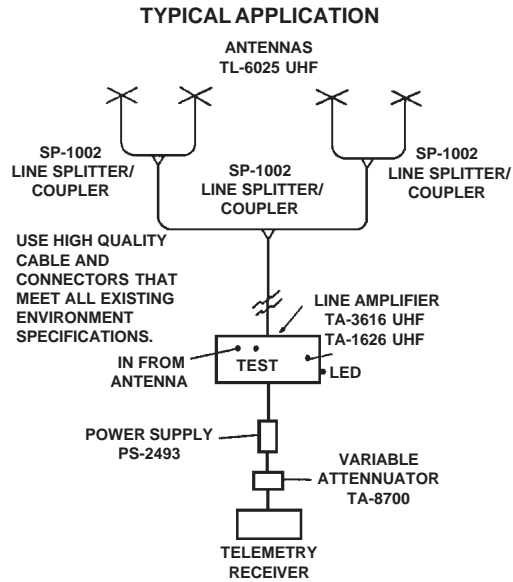 TYPICAL APPLICATION
ANTENNAS
TL-6025 UHF
SP-1002
LINE SPLITTER/
COUPLER
SP-1002
LINE SPLITTER/
COUPLER
SP-1002
LINE SPLITTER/
COUPLER
USE HIGH QUALITY
CABLE AND
CONNECTORS THAT
MEET ALL EXISTING
ENVIRONMENT
SPECIFICATIONS.
LINE AMPLIFIER
TA-3616 UHF
TA-1626 UHF
IN FROM
ANTENNA
TEST
LED
POWER SUPPLY
PS-2493
VARIABLE
ATTENNUATOR
TA-8700
TELEMETRY
RECEIVER